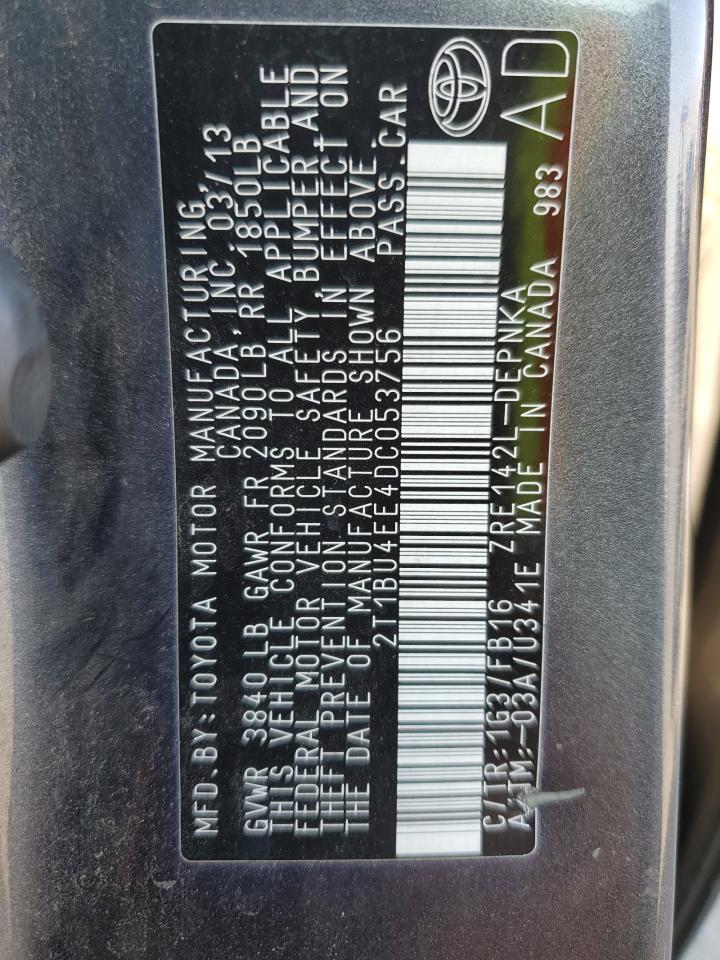 MFD.BY:TOYOTA MOTOR MANUFACTURING,
CANADA, INC.03/13
GVWR 3840LB GAWR FR 2090LB RR 1850LB
THIS VEHICLE CONFORMS TO ALL APPLICABLE
FEDERAL MOTOR VEHICLE SAFETY, BUMPER AND
THEFT PREVENTION STANDARDS IN EFFECT ON
THE DATE OF MANUFACTURE SHOWN ABOVE.
2T1BU4EE4DC053756 PASS.CAR
C/TR:1G3/FB16 ZRE142L-DEPNKA
A/TM:-03A/U341E MADE IN CANADA 983
AD